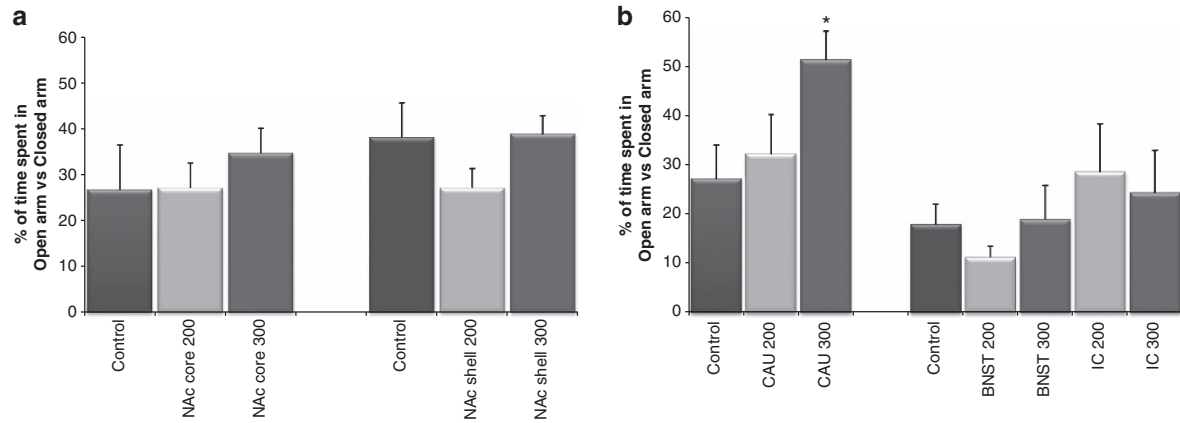 a
% of time spent in
Open arm vs Closed arm
60
50
40
30
20
10
0
Control
NAc core 200
NAc core 300
Control
NAc shell 200
NAc shell 300
b
% of time spent in
Open arm vs Closed arm
60
50
40
30
20
10
0
*
Control
CAU 200
CAU 300
Control
BNST 200
BNST 300
IC 200
IC 300